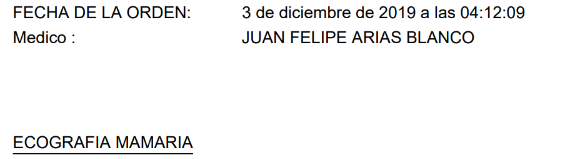 FECHA DE LA ORDEN: 3 de diciembre de 2019 a las 04:12:09
Medico : JUAN FELIPE ARIAS BLANCO
ECOGRAFIA MAMARIA